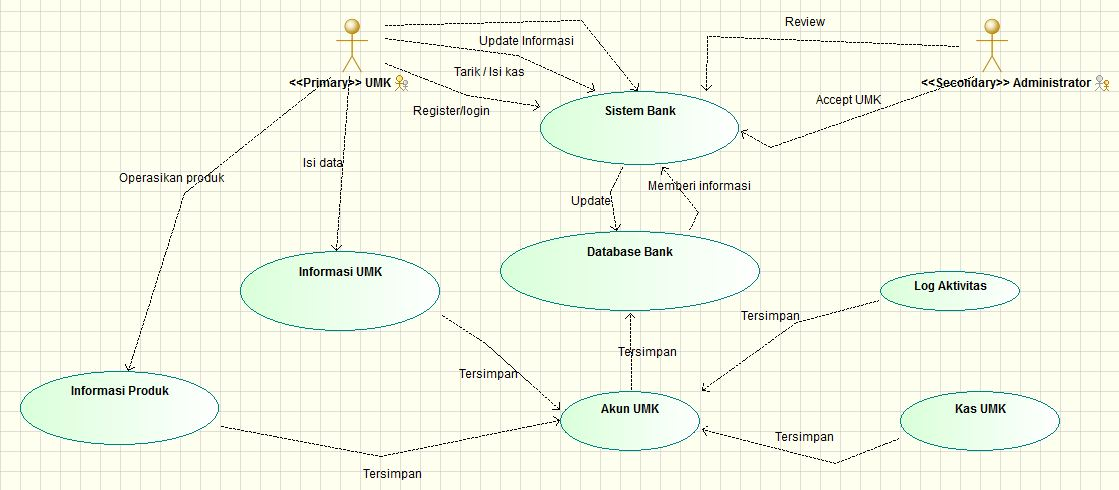 Review
Update Informasi
Tarik / Isi kas
<<Primary>> UMK
<<Secondary>> Administrator
Register/login
Sistem Bank
Accept UMK
Isi data
Operasikan produk
Memberi informasi
Update
Database Bank
Informasi UMK
Log Aktivitas
Tersimpan
Tersimpan
Tersimpan
Informasi Produk
Akun UMK
Kas UMK
Tersimpan
Tersimpan